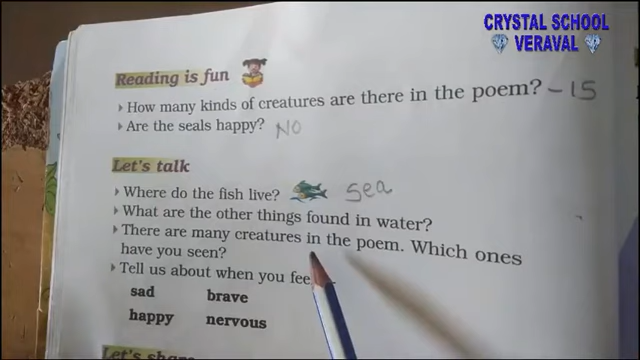 CRYSTAL SCHOOL
VERAVAL
Reading is fun
How many kinds of creatures are there in the poem? -15
Are the seals happy? NO
Let's talk
Where do the fish live? sea
What are the other things found in water?
There are many creatures in the poem. Which ones
have you seen?
Tell us about when you fee
sad brave
happy nervous
Let's share